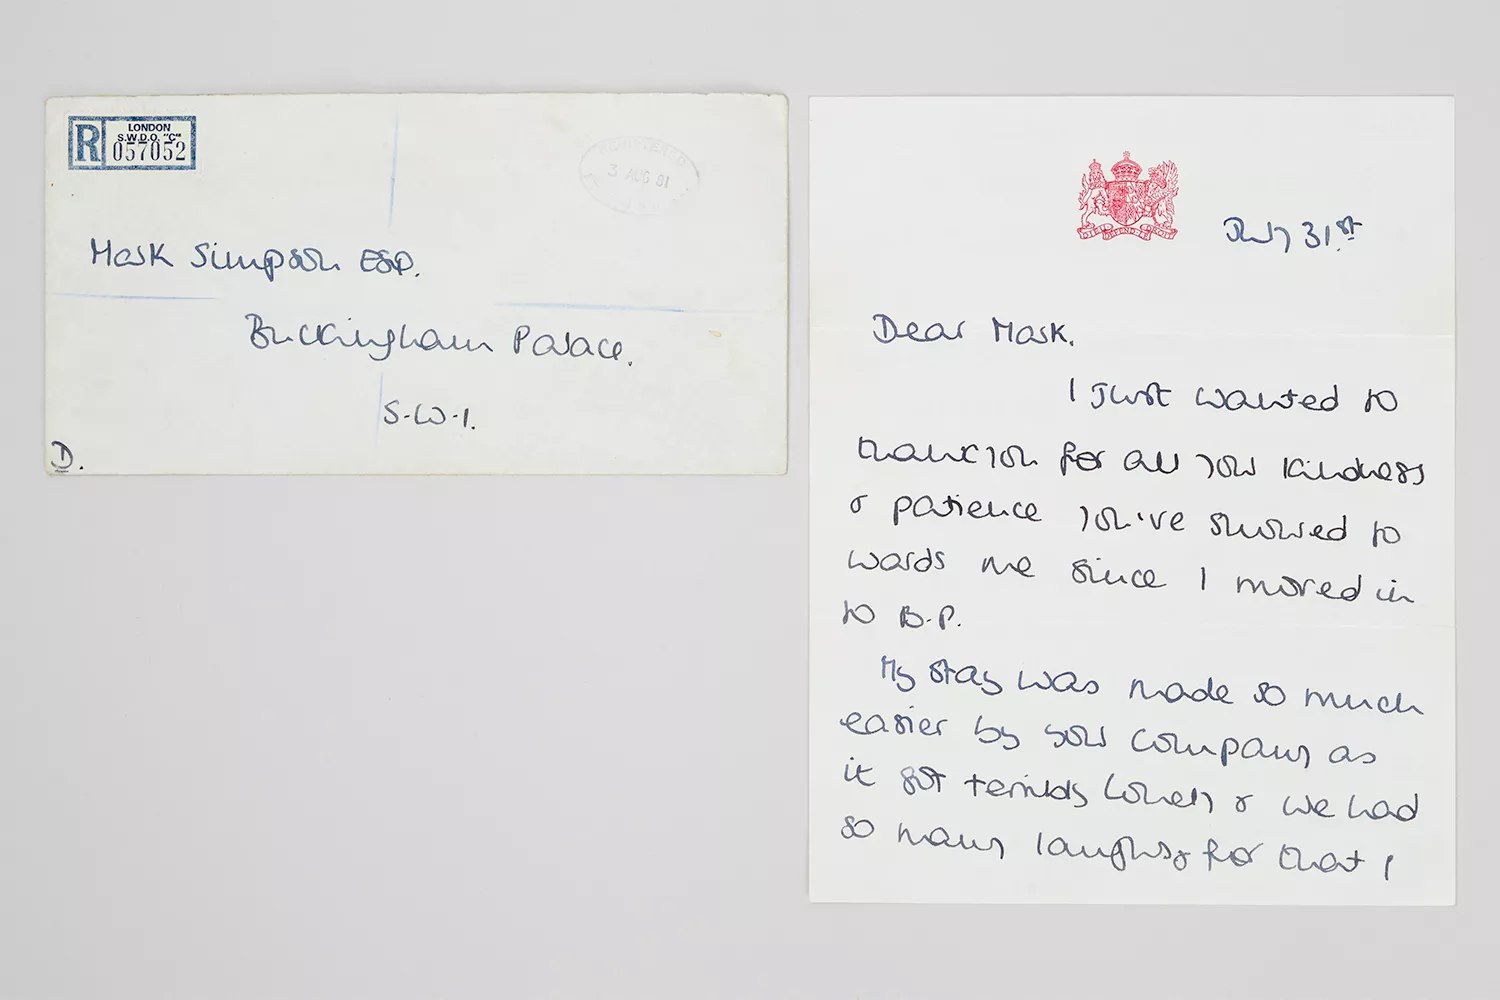 R
LONDON
S.W.D.O. "C"
057052
REGISTERED
3 AUG 81
Mark Simpson Esq.
Buckingham Palace.
S.W.1.
D.
July 31st
Dear Mark.
I just wanted to
thank you for all your kindness
& patience you've showed to
wards me since I moved in
to B.P.
My stay was made so much
easier by your company as
it got terribly lonely & we had
so many laughs & for that I